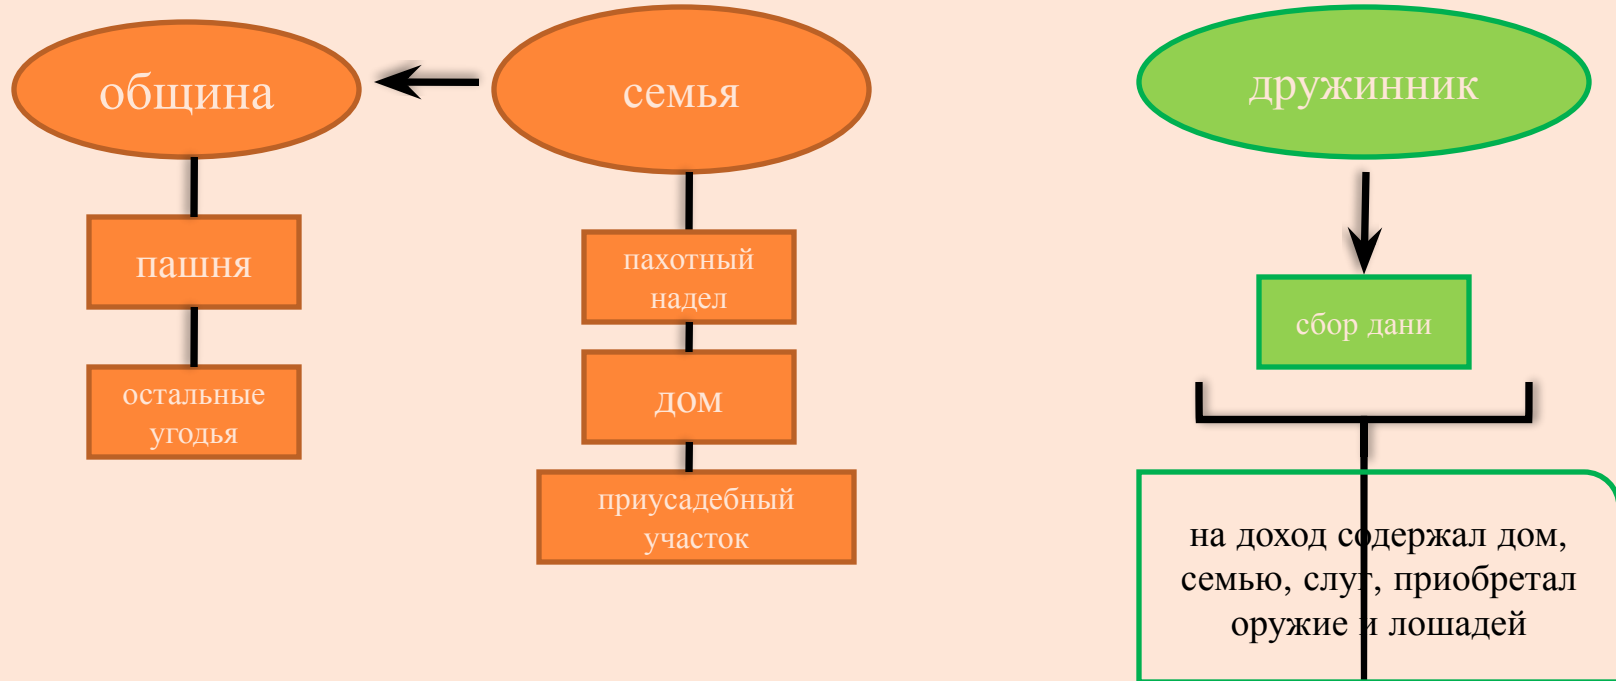 община
пашня
остальные
угодья
семья
пахотный
надел
дом
приусадебный
участок
дружинник
сбор дани
на доход содержал дом,
семью, слуг, приобретал
оружие и лошадей